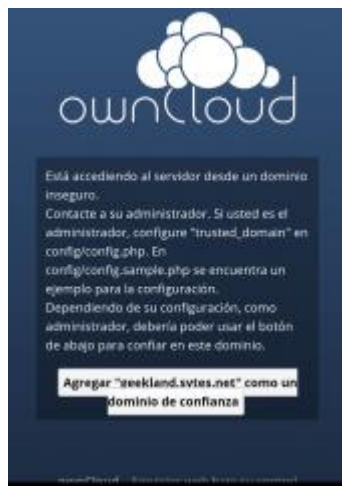 ownCloud
Está accediendo al servidor desde un dominio
inseguro.
Contacte a su administrador. Si usted es el
administrador, configure "trusted_domain" en
config/config.php. En
config/config.sample.php se encuentra un
ejemplo para la configuración.
Dependiendo de su configuración, como
administrador, debería poder usar el botón
de abajo para confiar en este dominio.
Agregar "geekland.sytes.net" como un
dominio de confianza